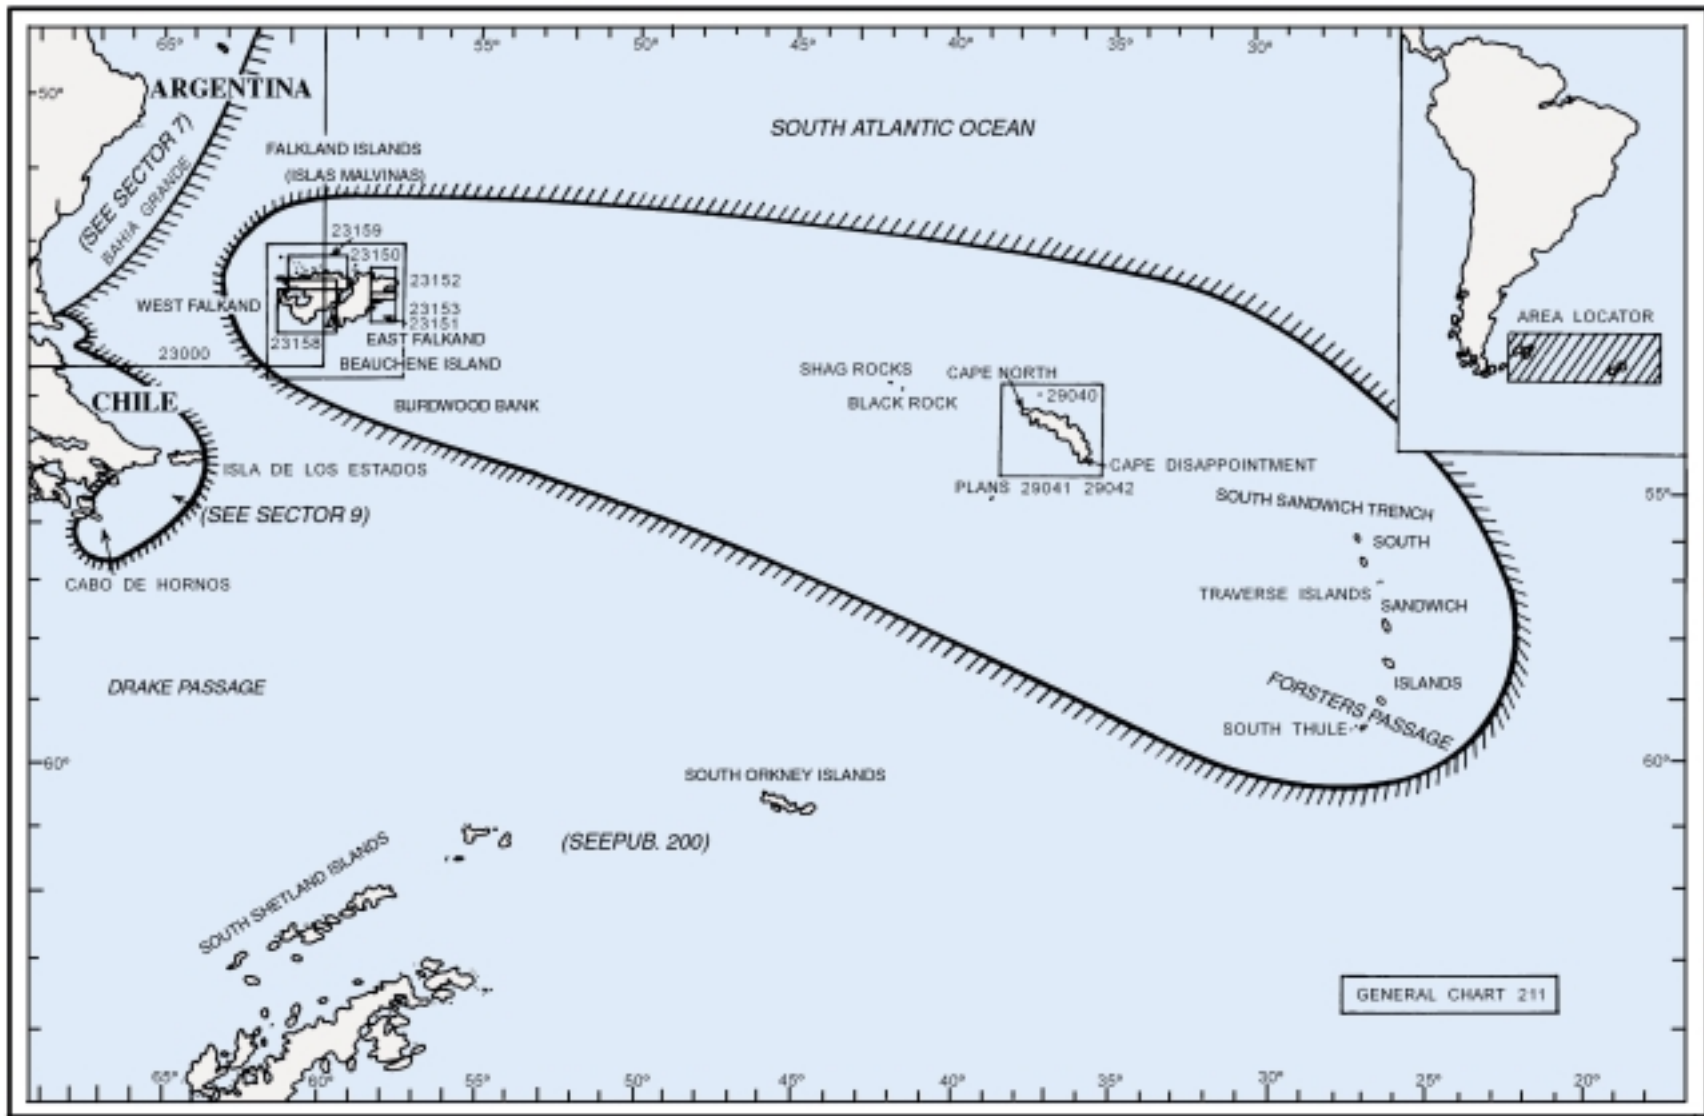 65°
55°
50°
45°
40°
35°
30°
ARGENTINA
50°
SOUTH ATLANTIC OCEAN
(SEE SECTOR 7)
BAHIA GRANDE
FALKLAND ISLANDS
(ISLAS MALVINAS)
23159
23150
23152
WEST FALKAND
23153
23151
23158
EAST FALKAND
23000
BEAUCHENE ISLAND
AREA LOCATOR
SHAG ROCKS
CAPE NORTH
29040
BLACK ROCK
CHILE
BURDWOOD BANK
ISLA DE LOS ESTADOS
CAPE DISAPPOINTMENT
PLANS 29041 29042
55°
(SEE SECTOR 9)
SOUTH SANDWICH TRENCH
SOUTH
CABO DE HORNOS
TRAVERSE ISLANDS
SANDWICH
DRAKE PASSAGE
ISLANDS
FORSTERS PASSAGE
SOUTH THULE
60°
60°
SOUTH ORKNEY ISLANDS
(SEEPUB. 200)
SOUTH SHETLAND ISLANDS
GENERAL CHART 211
65°
60°
55°
50°
45°
40°
35°
30°
25°
20°